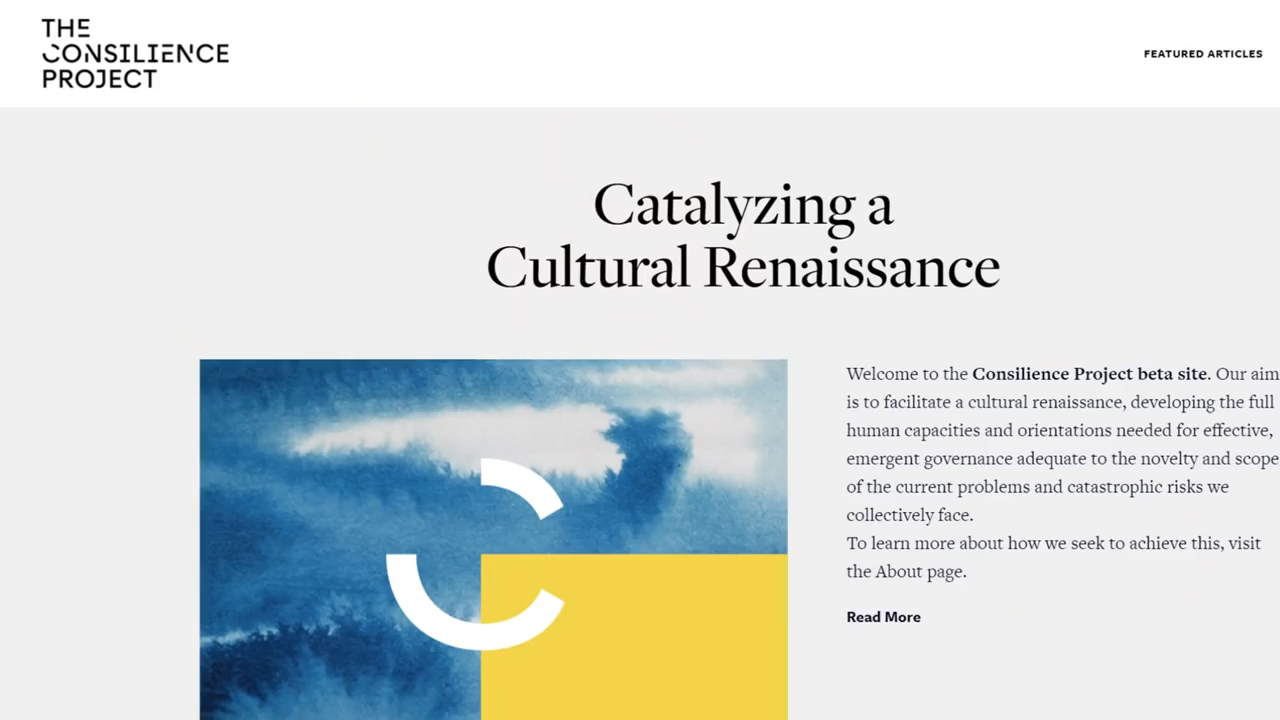 THE
CONSILIENCE
PROJECT
FEATURED ARTICLES
Catalyzing a
Cultural Renaissance
Welcome to the Consilience Project beta site. Our aim
is to facilitate a cultural renaissance, developing the full
human capacities and orientations needed for effective,
emergent governance adequate to the novelty and scope
of the current problems and catastrophic risks we
collectively face.
To learn more about how we seek to achieve this, visit
the About page.
Read More